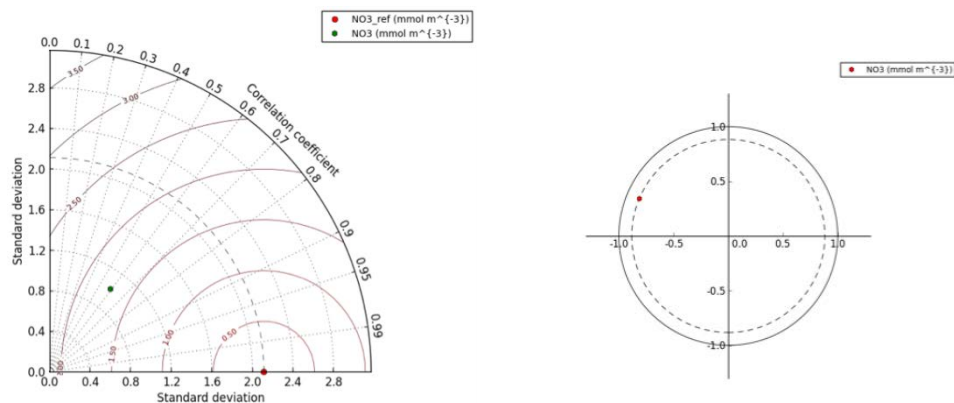 NO3_ref (mmol m^{-3})
NO3 (mmol m^{-3})
0.0 0.1 0.2 0.3 0.4 0.5 0.6 0.7 0.8 0.9 0.95 0.99
Correlation coefficient
3.50
3.00
2.50
1.50
1.00
0.50
Standard deviation
2.8
2.4
2.0
1.6
1.2
0.8
0.4
0.0
0.0 0.4 0.8 1.2 1.6 2.0 2.4 2.8
Standard deviation
NO3 (mmol m^{-3})
1.0
0.5
-1.0 -0.5 0.0 0.5 1.0
-0.5
-1.0